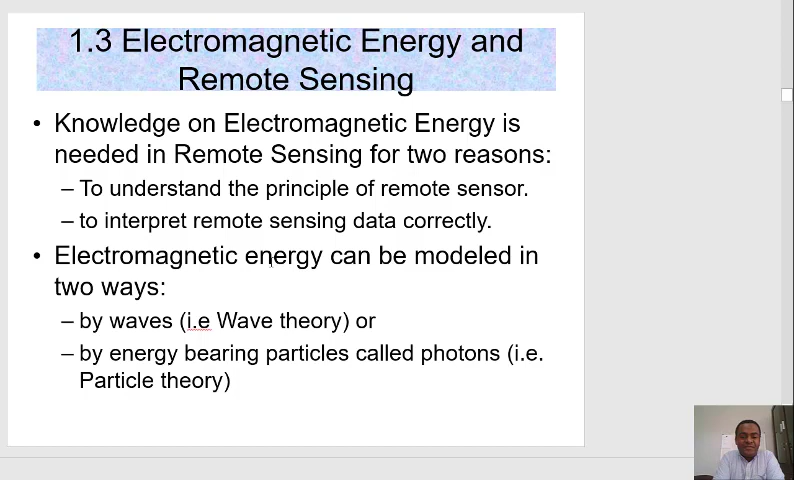 1.3 Electromagnetic Energy and
Remote Sensing
• Knowledge on Electromagnetic Energy is
needed in Remote Sensing for two reasons:
– To understand the principle of remote sensor.
– to interpret remote sensing data correctly.
• Electromagnetic energy can be modeled in
two ways:
– by waves (i.e Wave theory) or
– by energy bearing particles called photons (i.e.
Particle theory)